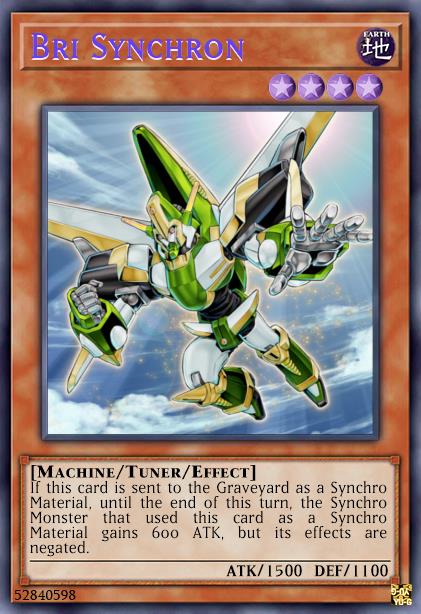 Bri Synchron
EARTH
地
[Machine/Tuner/Effect]
If this card is sent to the Graveyard as a Synchro
Material, until the end of this turn, the Synchro
Monster that used this card as a Synchro
Material gains 600 ATK, but its effects are
negated.
ATK/1500 DEF/1100
52840598